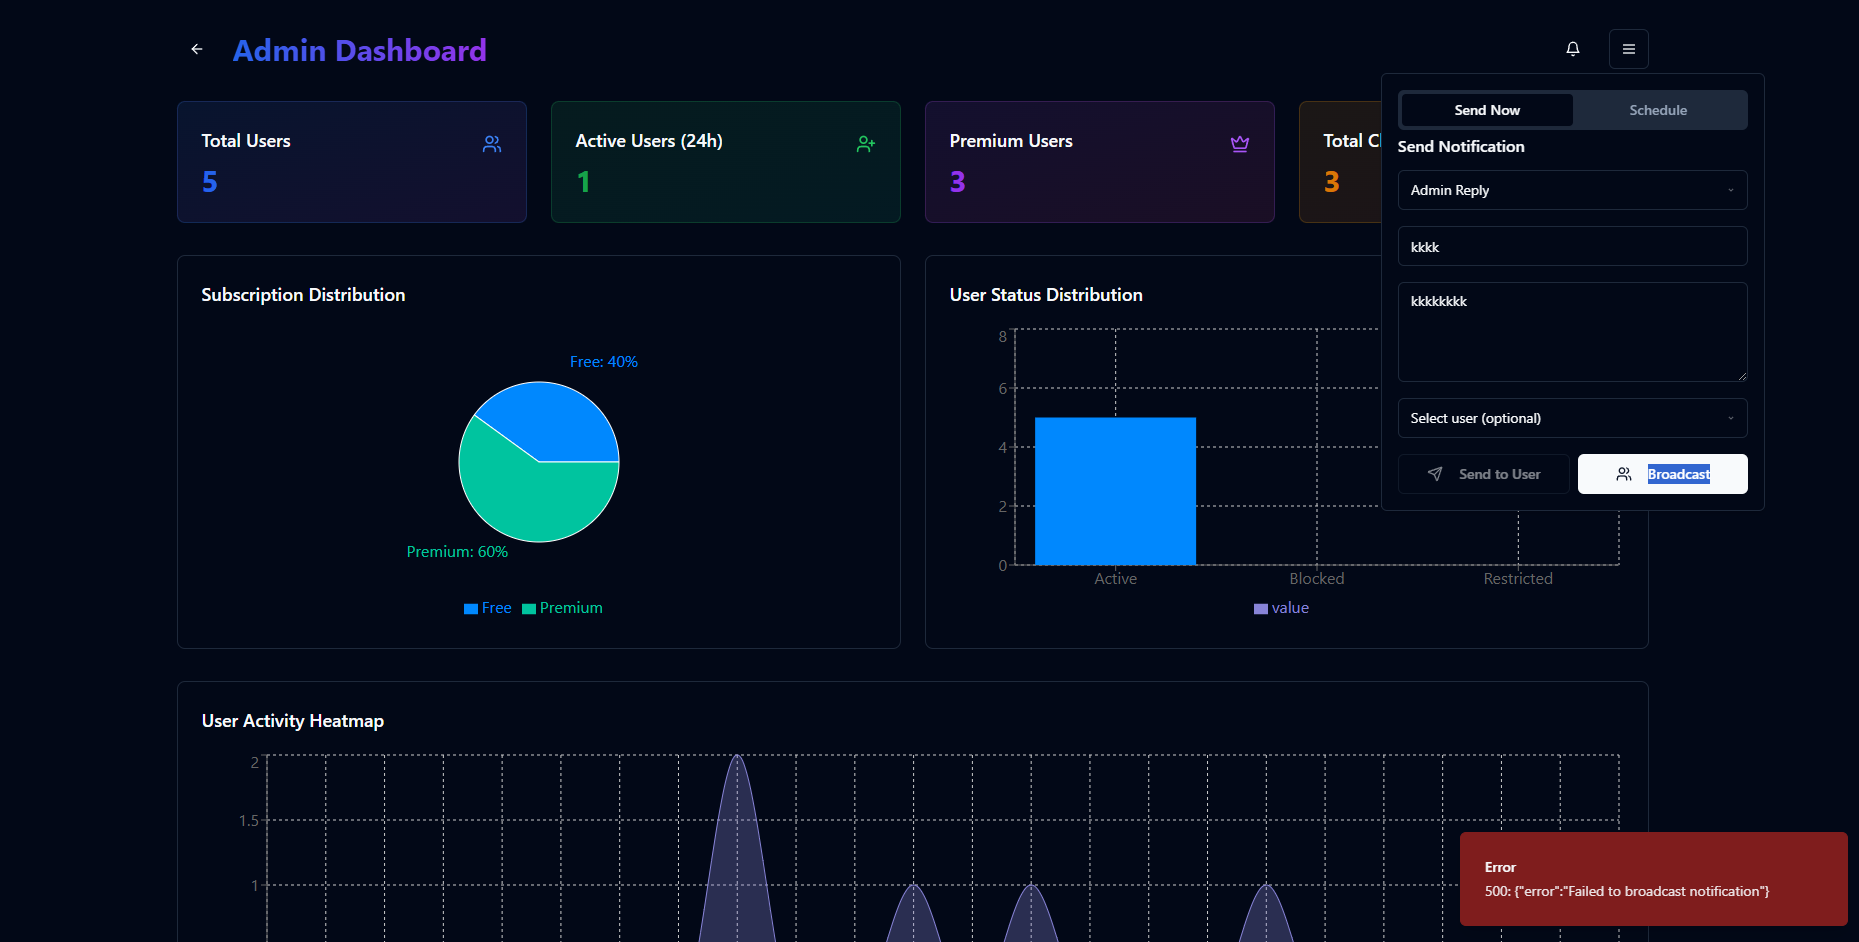 Admin Dashboard
Total Users
5
Active Users (24h)
1
Premium Users
3
Total C
3
Send Now
Schedule
Send Notification
Admin Reply
kkkk
kkkkkkkk
Select user (optional)
Send to User
Broadcast
Subscription Distribution
Free: 40%
Premium: 60%
Free
Premium
User Status Distribution
8
6
4
2
0
Active
Blocked
Restricted
value
User Activity Heatmap
2
1.5
1
Error
500: {"error":"Failed to broadcast notification"}